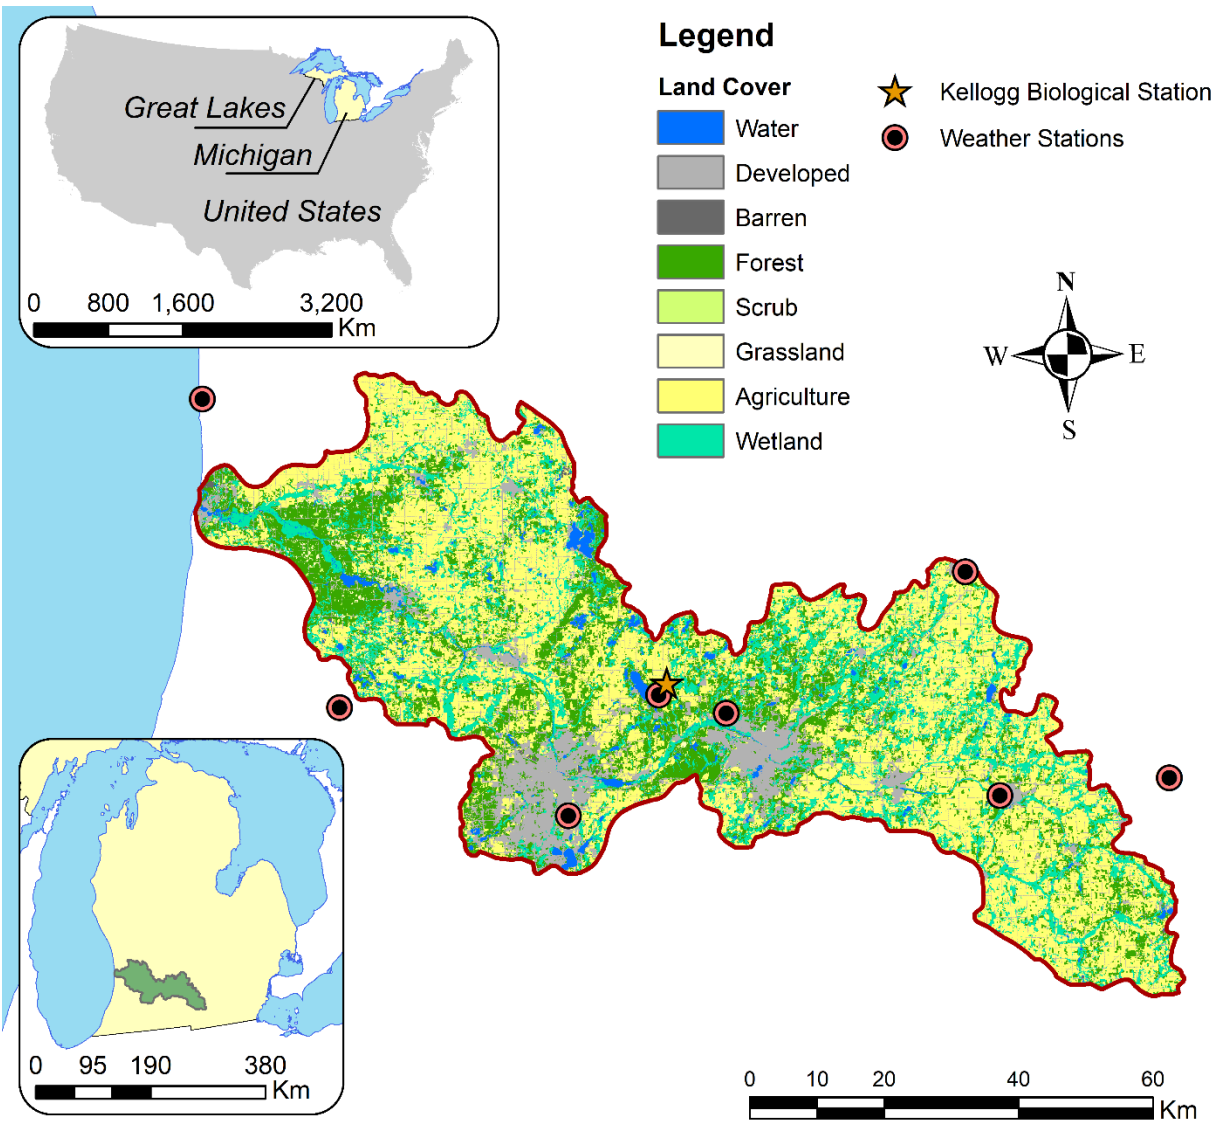 Great Lakes
Michigan
United States
0 800 1,600 3,200
Km
Legend
Land Cover
Water
Developed
Barren
Forest
Scrub
Grassland
Agriculture
Wetland
Kellogg Biological Station
Weather Stations
N
W E
S
0 95 190 380
Km
0 10 20 40 60
Km